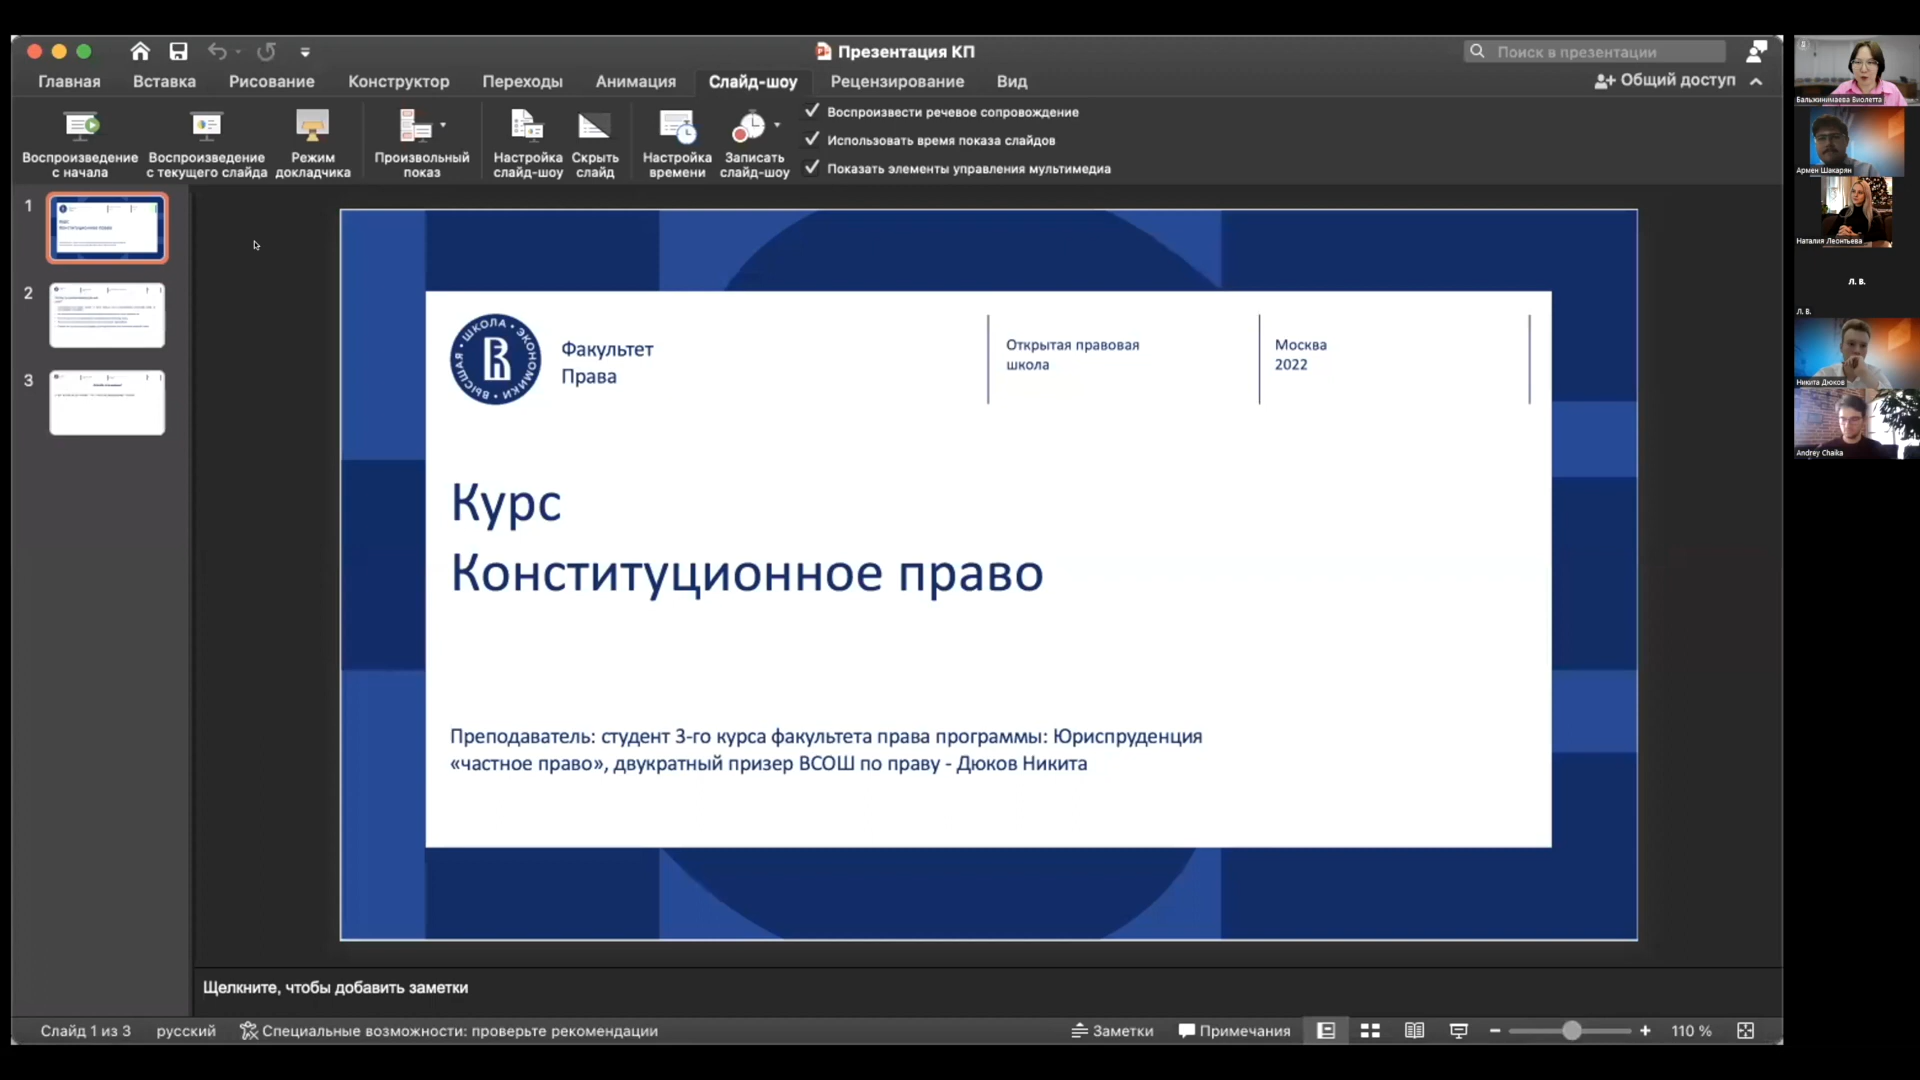 Презентация КП
Поиск в презентации
Главная
Вставка
Рисование
Конструктор
Переходы
Анимация
Слайд-шоу
Рецензирование
Вид
Общий доступ
Воспроизведение
с начала
Воспроизведение
с текущего слайда
Режим
докладчика
Произвольный
показ
Настройка
слайд-шоу
Скрыть
слайд
Настройка
времени
Записать
слайд-шоу
Воспроизвести речевое сопровождение
Использовать время показа слайдов
Показать элементы управления мультимедиа
1
2
3
ВЫСШАЯ • ШКОЛА • ЭКОНОМИКИ
Факультет
Права
Открытая правовая
школа
Москва
2022
Курс
Конституционное право
Преподаватель: студент 3-го курса факультета права программы: Юриспруденция
«частное право», двукратный призер ВСОШ по праву - Дюков Никита
Щелкните, чтобы добавить заметки
Слайд 1 из 3
русский
Специальные возможности: проверьте рекомендации
Заметки
Примечания
110 %
Бальжинимаева Виолетта
Армен Шакарян
Наталия Леонтьева
Л. В.
Л. В.
Никита Дюков
Andrey Chaika